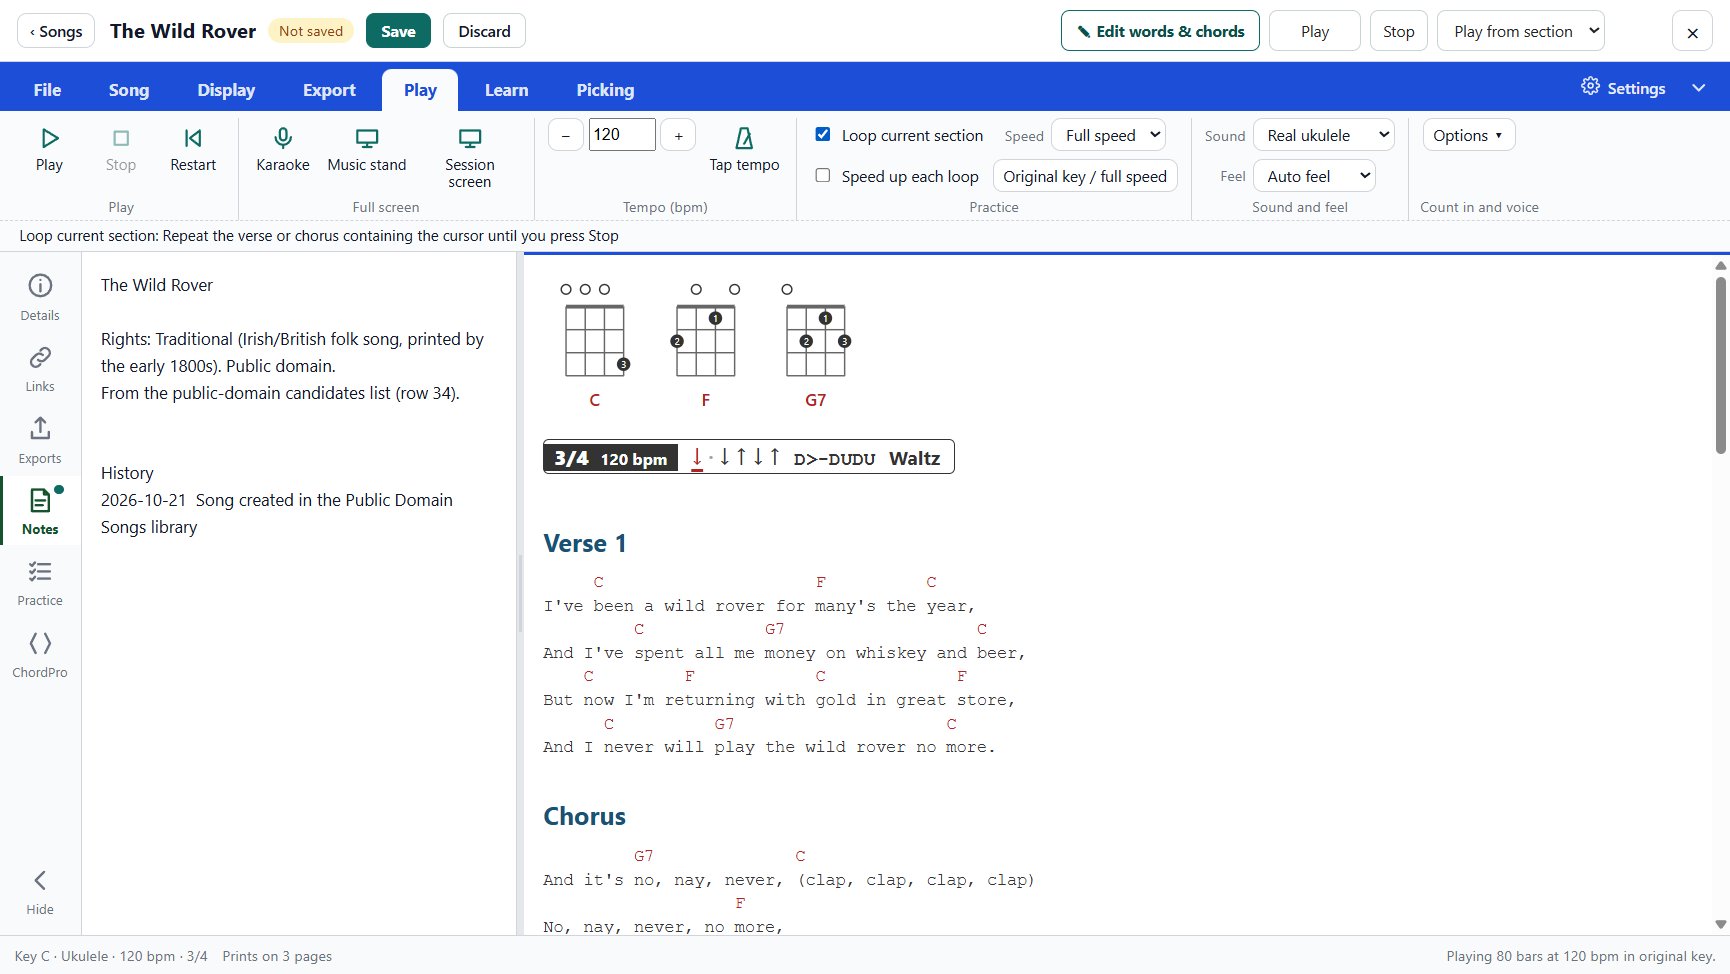 ‹ Songs The Wild Rover Not saved Save Discard Edit words & chords Play Stop Play from section ×
File Song Display Export Play Learn Picking Settings
Play Stop Restart Karaoke Music stand Session screen − 120 + Tap tempo Loop current section Speed Full speed Sound Real ukulele Options ▾
Speed up each loop Original key / full speed Feel Auto feel
Play Full screen Tempo (bpm) Practice Sound and feel Count in and voice
Loop current section: Repeat the verse or chorus containing the cursor until you press Stop
Details
Links
Exports
Notes
Practice
ChordPro
Hide
The Wild Rover
Rights: Traditional (Irish/British folk song, printed by
the early 1800s). Public domain.
From the public-domain candidates list (row 34).
History
2026-10-21  Song created in the Public Domain
Songs library
1 1
2 2 3
3
C F G7
3/4 120 bpm ↓ · ↓ ↑ ↓ ↑ D>-DUDU Waltz
Verse 1
C F C
I've been a wild rover for many's the year,
C G7 C
And I've spent all me money on whiskey and beer,
C F C F
But now I'm returning with gold in great store,
C G7 C
And I never will play the wild rover no more.
Chorus
G7 C
And it's no, nay, never, (clap, clap, clap, clap)
F
No, nay, never, no more,
Key C · Ukulele · 120 bpm · 3/4 Prints on 3 pages Playing 80 bars at 120 bpm in original key.